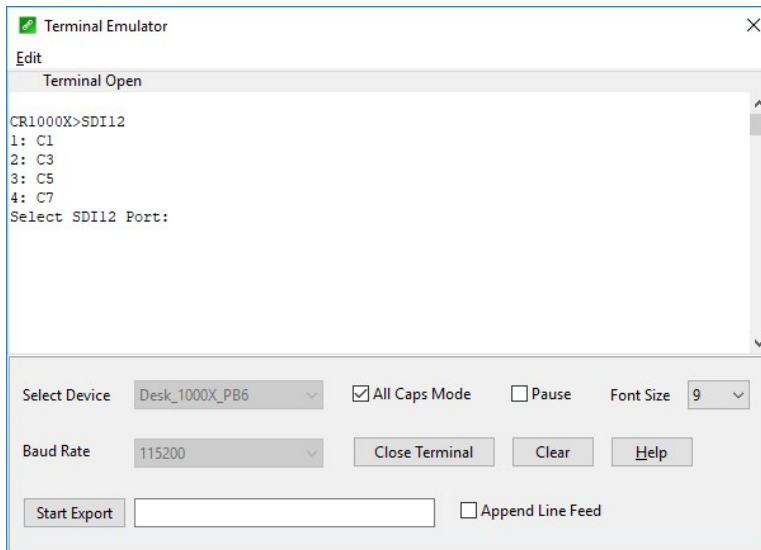 Terminal Emulator
Edit
Terminal Open
CR1000X>SDI12
1: C1
2: C3
3: C5
4: C7
Select SDI12 Port:
Select Device Desk_1000X_PB6 All Caps Mode Pause Font Size 9
Baud Rate 115200 Close Terminal Clear Help
Start Export Append Line Feed